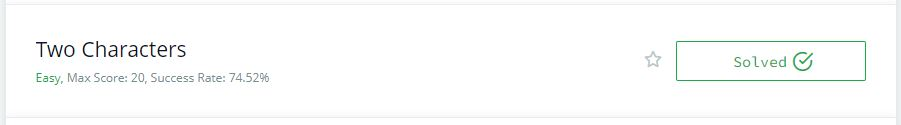 Two Characters
Easy, Max Score: 20, Success Rate: 74.52%
Solved